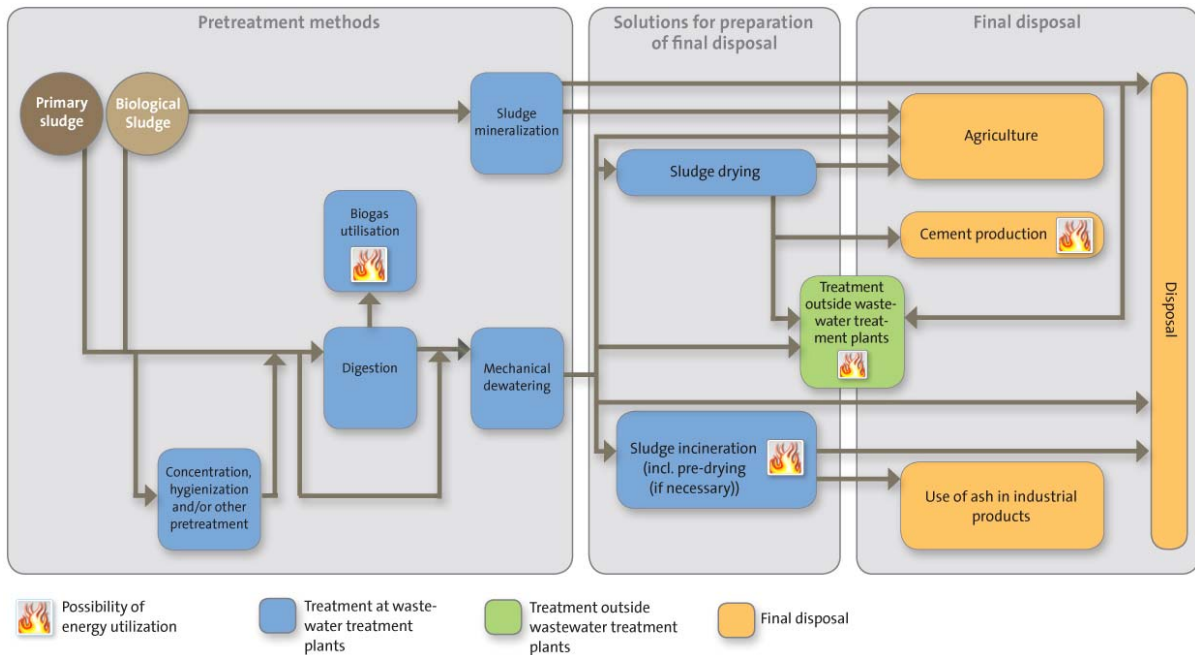 Pretreatment methods
Solutions for preparation
of final disposal
Final disposal
Primary
sludge
Biological
Sludge
Sludge
mineralization
Agriculture
Sludge drying
Biogas
utilisation
Cement production
Treatment
outside waste-
water treat-
ment plants
Disposal
Digestion
Mechanical
dewatering
Sludge incineration
(incl. pre-drying
(if necessary))
Concentration,
hygienization
and/or other
pretreatment
Use of ash in industrial
products
Possibility of
energy utilization
Treatment at waste-
water treatment
plants
Treatment outside
wastewater treatment
plants
Final disposal